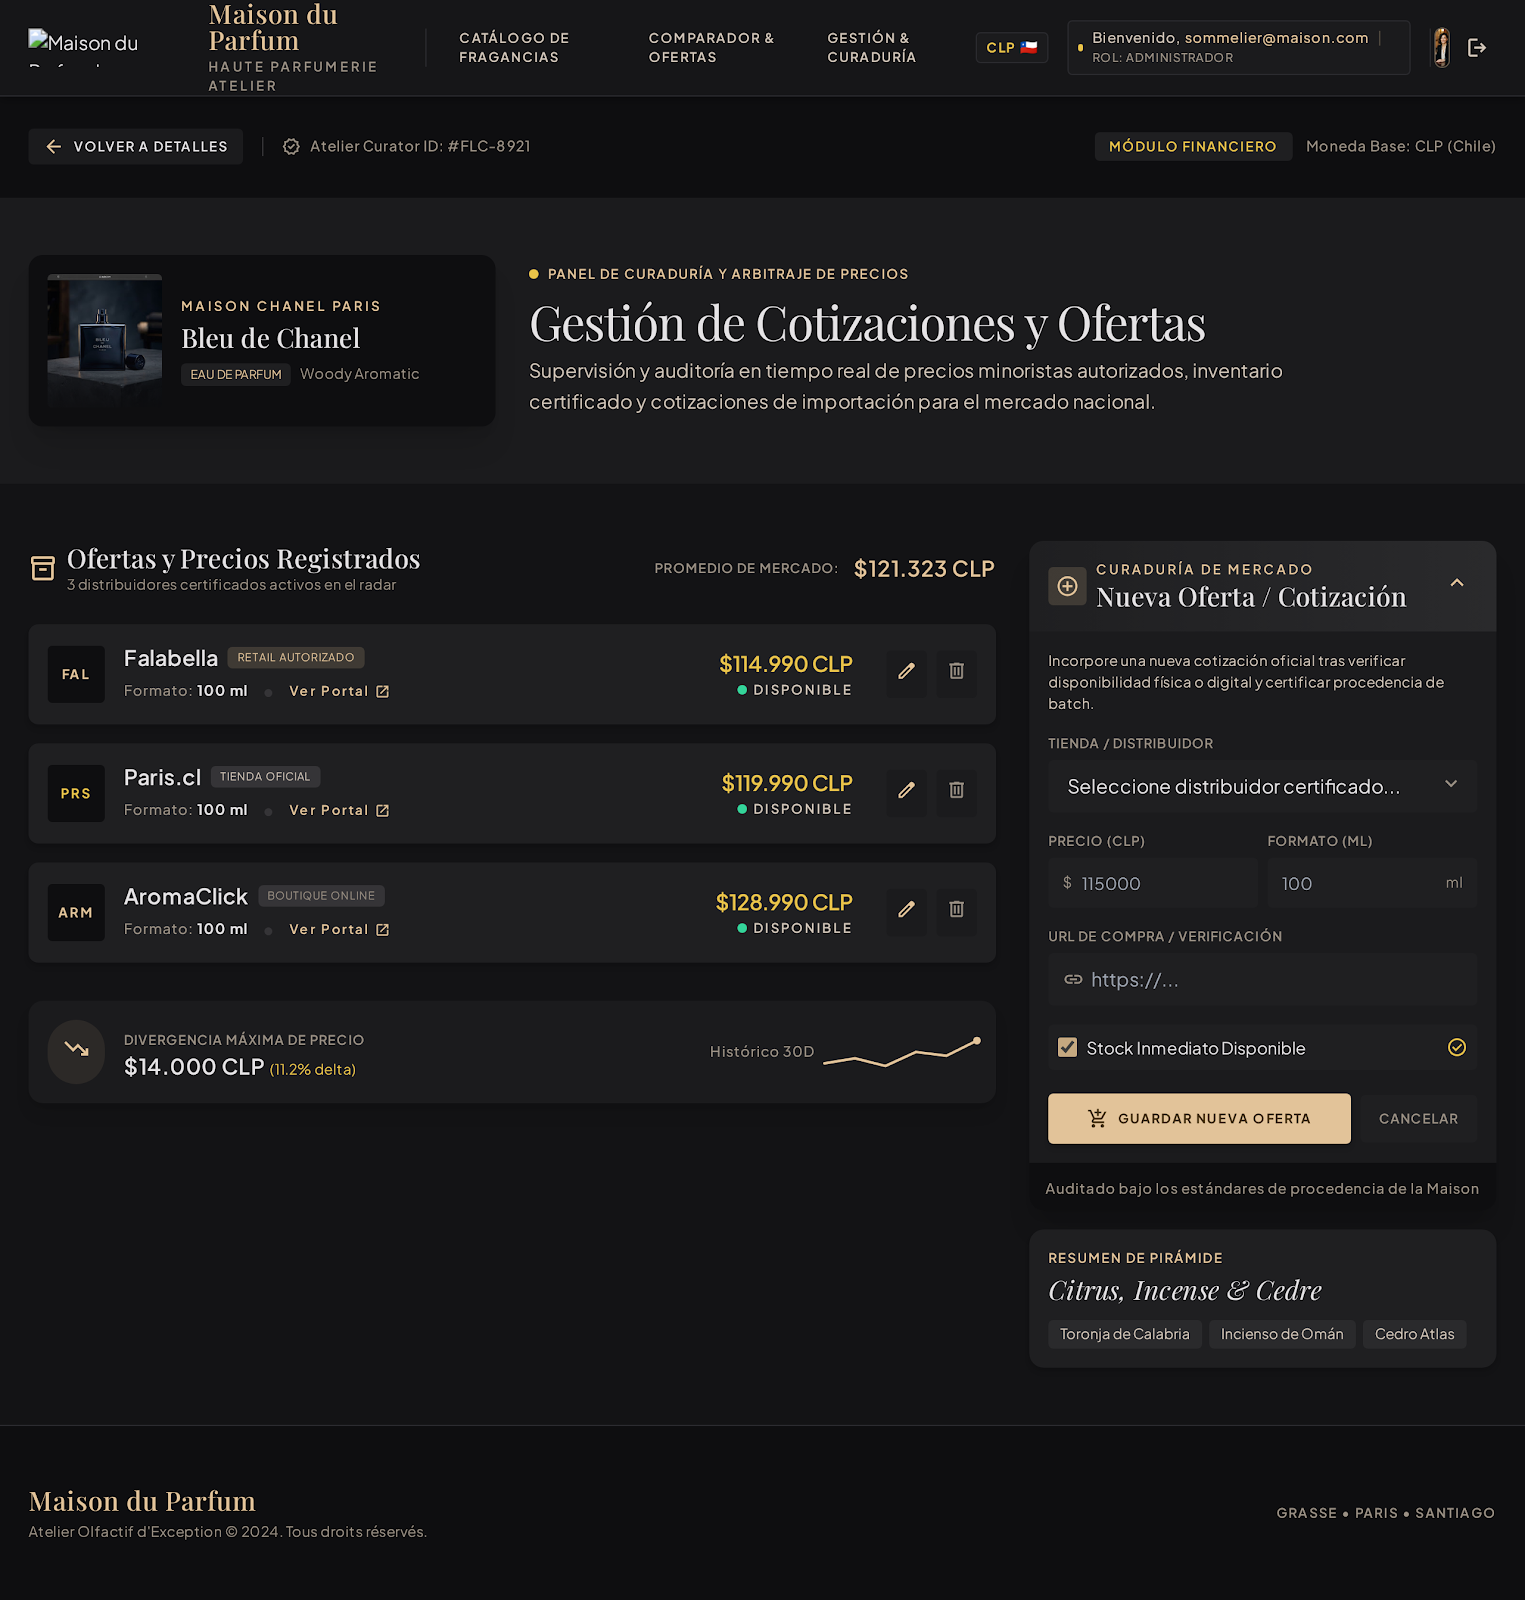 Maison du
Maison du
Parfum
HAUTE PARFUMERIE
ATELIER
CATÁLOGO DE
FRAGANCIAS
COMPARADOR &
OFERTAS
GESTIÓN &
CURADURÍA
CLP 🇨🇱
Bienvenido, sommelier@maison.com |
ROL: ADMINISTRADOR
VOLVER A DETALLES
Atelier Curator ID: #FLC-8921
MÓDULO FINANCIERO
Moneda Base: CLP (Chile)
MAISON CHANEL PARIS
Bleu de Chanel
EAU DE PARFUM
Woody Aromatic
BLEU
CHANEL
PANEL DE CURADURÍA Y ARBITRAJE DE PRECIOS
Gestión de Cotizaciones y Ofertas
Supervisión y auditoría en tiempo real de precios minoristas autorizados, inventario
certificado y cotizaciones de importación para el mercado nacional.
Ofertas y Precios Registrados
3 distribuidores certificados activos en el radar
PROMEDIO DE MERCADO: $121.323 CLP
FAL
Falabella RETAIL AUTORIZADO
Formato: 100 ml Ver Portal
$114.990 CLP
DISPONIBLE
PRS
Paris.cl TIENDA OFICIAL
Formato: 100 ml Ver Portal
$119.990 CLP
DISPONIBLE
ARM
AromaClick BOUTIQUE ONLINE
Formato: 100 ml Ver Portal
$128.990 CLP
DISPONIBLE
DIVERGENCIA MÁXIMA DE PRECIO
$14.000 CLP (11.2% delta)
Histórico 30D
CURADURÍA DE MERCADO
Nueva Oferta / Cotización
Incorpore una nueva cotización oficial tras verificar
disponibilidad física o digital y certificar procedencia de
batch.
TIENDA / DISTRIBUIDOR
Seleccione distribuidor certificado...
PRECIO (CLP)
$ 115000
FORMATO (ML)
100 ml
URL DE COMPRA / VERIFICACIÓN
https://...
Stock Inmediato Disponible
GUARDAR NUEVA OFERTA
CANCELAR
Auditado bajo los estándares de procedencia de la Maison
RESUMEN DE PIRÁMIDE
Citrus, Incense & Cedre
Toronja de Calabria
Incienso de Omán
Cedro Atlas
Maison du Parfum
Atelier Olfactif d'Exception © 2024. Tous droits réservés.
GRASSE • PARIS • SANTIAGO